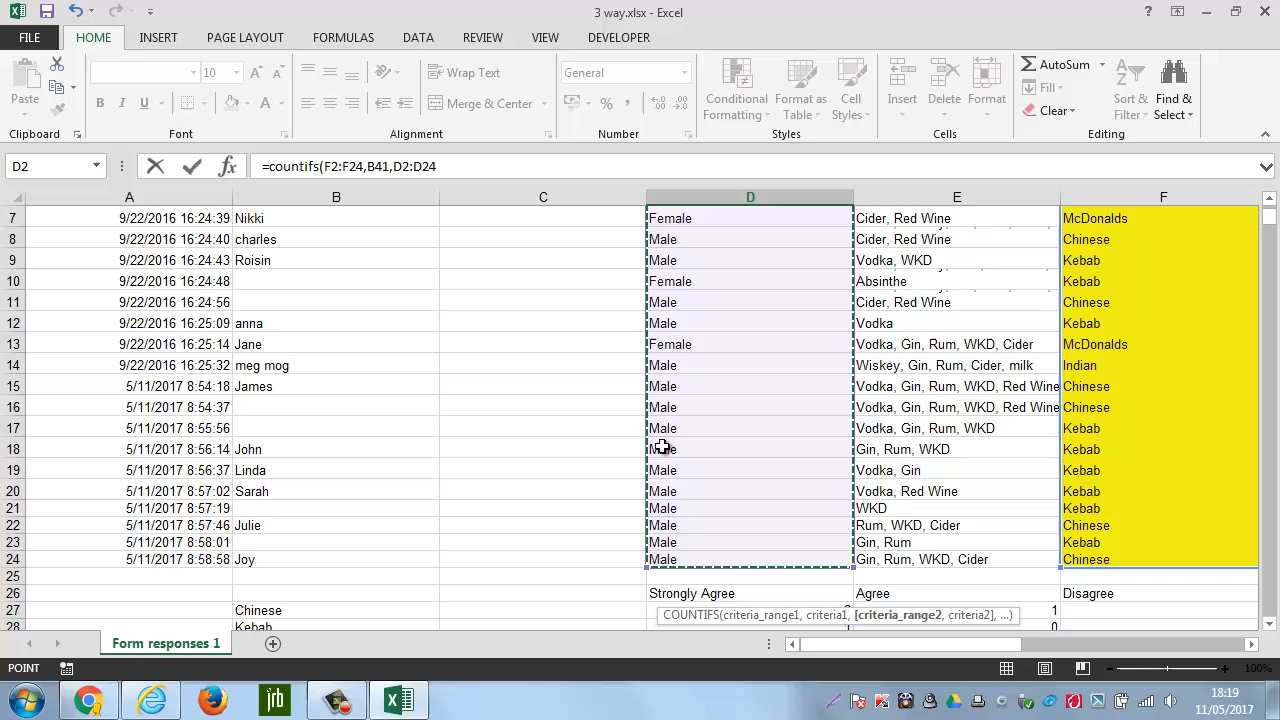 3 way.xlsx - Excel
FILE HOME INSERT PAGE LAYOUT FORMULAS DATA REVIEW VIEW DEVELOPER
Paste
10
Wrap Text
Merge & Center
General
Conditional Formatting
Format as Table
Cell Styles
Insert
Delete
Format
AutoSum
Fill
Clear
Sort & Filter
Find & Select
Clipboard Font Alignment Number Styles Cells Editing
D2 =countifs(F2:F24,B41,D2:D24
A B C D E F
7 9/22/2016 16:24:39 Nikki Female Cider, Red Wine McDonalds
8 9/22/2016 16:24:40 charles Male Cider, Red Wine Chinese
9 9/22/2016 16:24:41 Roisin Male Vodka, WKD Kebab
10 9/22/2016 16:24:48 Female Absinthe Kebab
11 9/22/2016 16:24:56 Male Cider, Red Wine Chinese
12 9/22/2016 16:25:09 anna Male Vodka Kebab
13 9/22/2016 16:25:14 Jane Female Vodka, Gin, Rum, WKD, Cider McDonalds
14 9/22/2016 16:25:32 meg mog Male Wiskey, Gin, Rum, Cider, milk Indian
15 5/11/2017 8:54:18 James Male Vodka, Gin, Rum, WKD, Red Wine Chinese
16 5/11/2017 8:54:37 Male Vodka, Gin, Rum, WKD, Red Wine Chinese
17 5/11/2017 8:55:56 Male Vodka, Gin, Rum, WKD Kebab
18 5/11/2017 8:56:14 John Male Gin, Rum, WKD Kebab
19 5/11/2017 8:56:37 Linda Male Vodka, Gin Kebab
20 5/11/2017 8:57:02 Sarah Male Vodka, Red Wine Kebab
21 5/11/2017 8:57:19 Male WKD Kebab
22 5/11/2017 8:57:46 Julie Male Rum, WKD, Cider Chinese
23 5/11/2017 8:58:01 Male Gin, Rum Kebab
24 5/11/2017 8:58:58 Joy Male Gin, Rum, WKD, Cider Chinese
25
26 Strongly Agree Agree Disagree
27 Chinese 1
COUNTIFS(criteria_range1, criteria1, [criteria_range2, criteria2], ...)
28 Kebab 0
Form responses 1
POINT 100%
jrb
18:19
11/05/2017